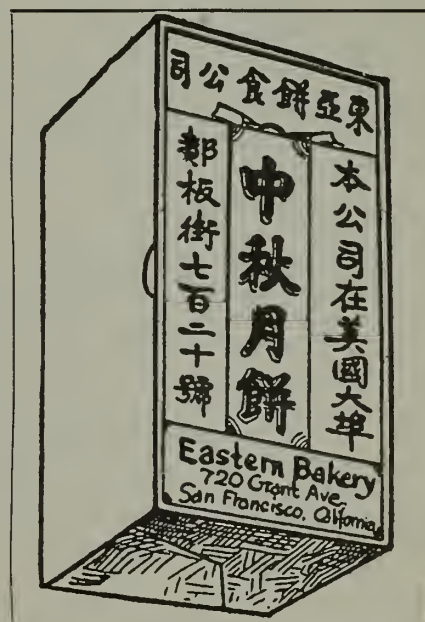 東亞餅食公司
本公司在美國大埠
中秋月餅
都板街七百二十號
Eastern Bakery
720 Grant Ave.
San Francisco, California